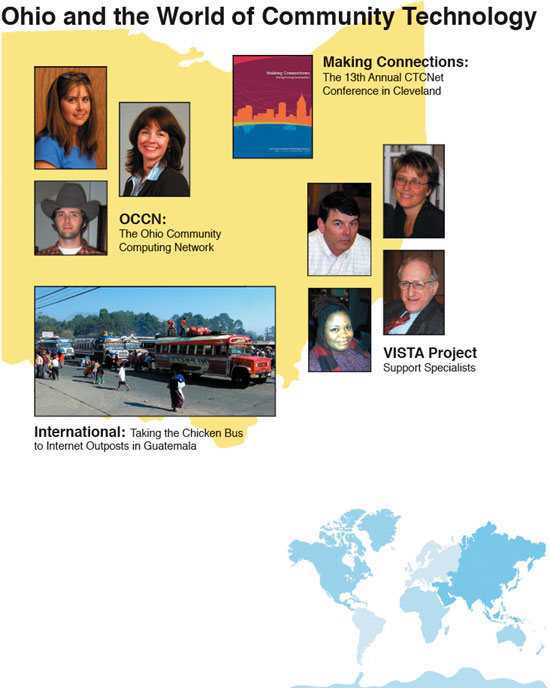 Ohio and the World of Community Technology
Making Connections:
The 13th Annual CTCNet
Conference in Cleveland
Making Connections
OCCN:
The Ohio Community
Computing Network
VISTA Project
Support Specialists
International: Taking the Chicken Bus
to Internet Outposts in Guatemala